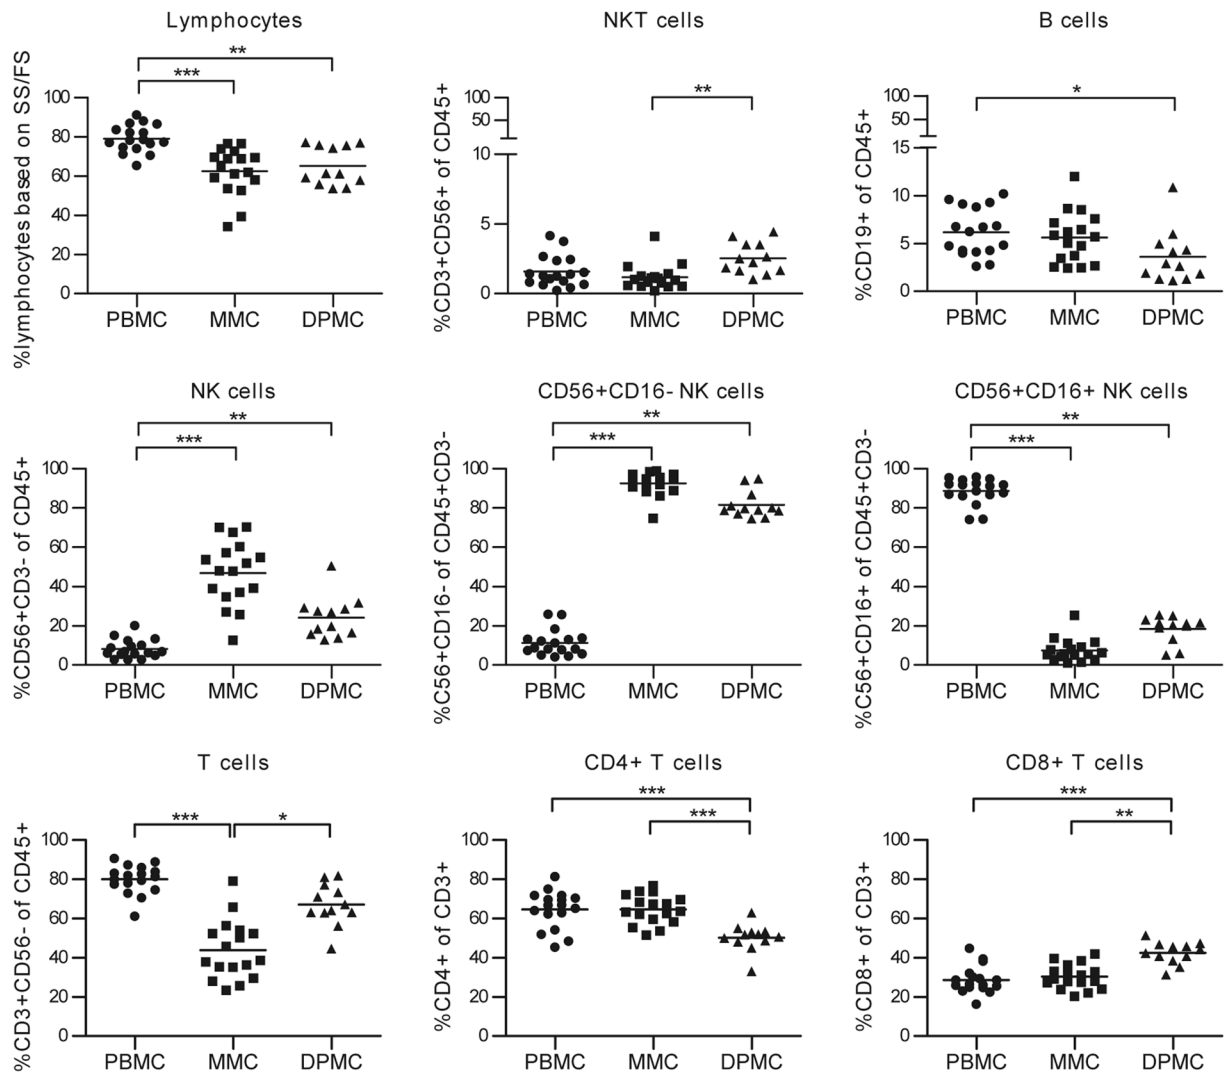 Lymphocytes
**
***
%lymphocytes based on SS/FS
100
80
60
40
20
0
PBMC MMC DPMC
NKT cells
**
%CD3+CD56+ of CD45+
100
50
10
5
0
PBMC MMC DPMC
B cells
*
%CD19+ of CD45+
100
50
15
10
5
0
PBMC MMC DPMC
NK cells
**
***
%CD56+CD3- of CD45+
100
80
60
40
20
0
PBMC MMC DPMC
CD56+CD16- NK cells
**
***
%C56+CD16- of CD45+CD3-
100
80
60
40
20
0
PBMC MMC DPMC
CD56+CD16+ NK cells
**
***
%C56+CD16+ of CD45+CD3-
100
80
60
40
20
0
PBMC MMC DPMC
T cells
*** *
%CD3+CD56- of CD45+
100
80
60
40
20
0
PBMC MMC DPMC
CD4+ T cells
***
***
%CD4+ of CD3+
100
80
60
40
20
0
PBMC MMC DPMC
CD8+ T cells
***
**
%CD8+ of CD3+
100
80
60
40
20
0
PBMC MMC DPMC